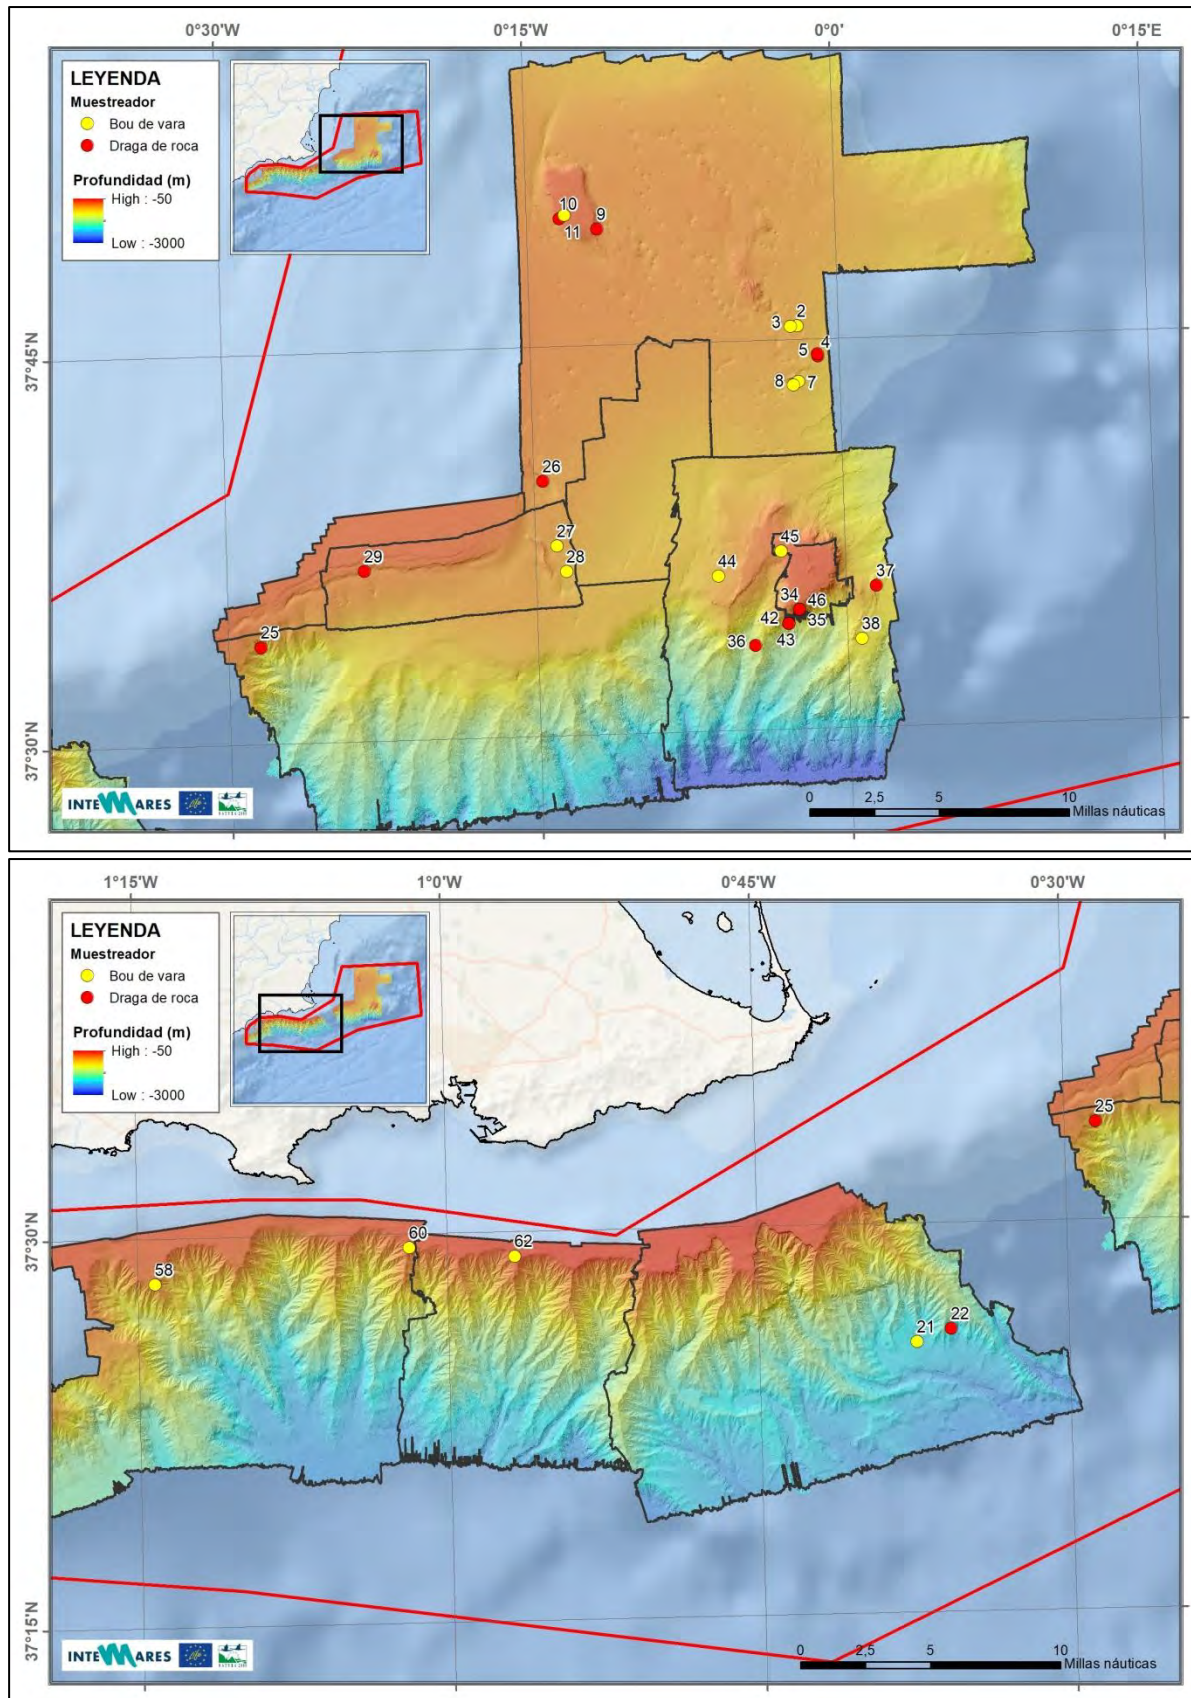 0°30'W 0°15'W 0°0' 0°15'E
LEYENDA
Muestreador
Bou de vara
Draga de roca
Profundidad (m)
High : -50
Low : -3000
10
9
11
3 2
37°45'N
5 4
8 7
26
27
45
29
28
44
37
34 46
42 35
25
36 43 38
37°30'N
INTEMARES
0 2,5 5 10
Millas náuticas
1°15'W 1°0'W 0°45'W 0°30'W
LEYENDA
Muestreador
Bou de vara
Draga de roca
Profundidad (m)
High : -50
Low : -3000
25
37°30'N
60 62
58
21 22
37°15'N
INTEMARES
0 2,5 5 10
Millas náuticas